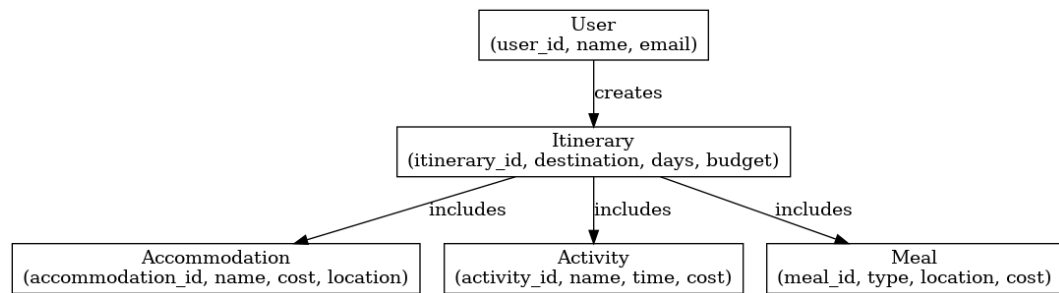 User
(user_id, name, email)
creates
Itinerary
(itinerary_id, destination, days, budget)
includes
includes
includes
Accommodation
(accommodation_id, name, cost, location)
Activity
(activity_id, name, time, cost)
Meal
(meal_id, type, location, cost)